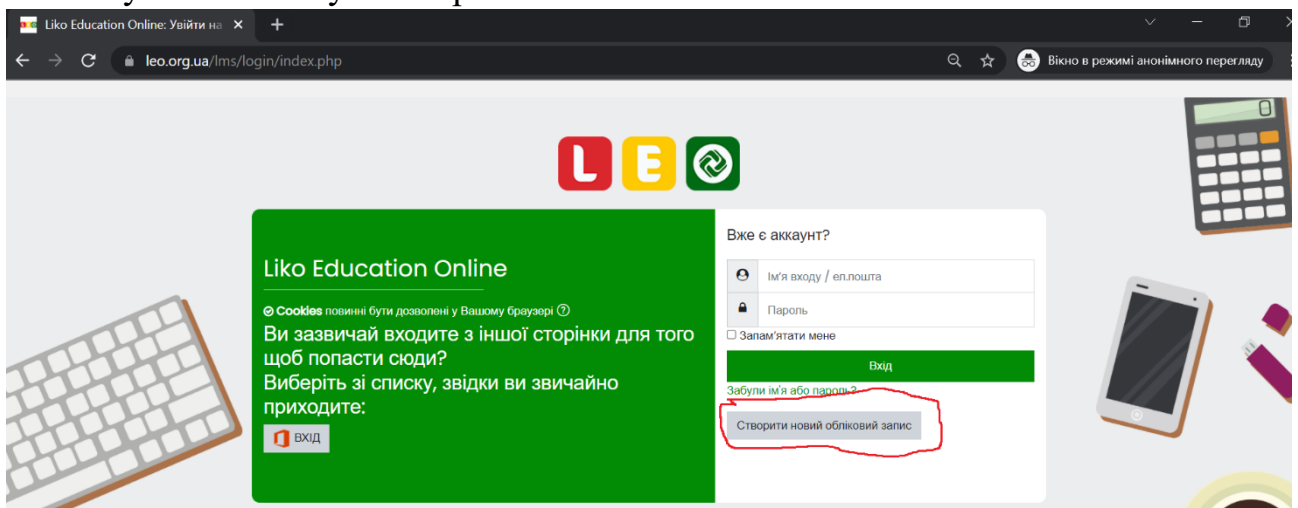 Liko Education Online: Увійти на
leo.org.ua/lms/login/index.php
Вікно в режимі анонімного перегляду
0
L E
Liko Education Online
Cookies повинні бути дозволені у Вашому браузері
Ви зазвичай входите з іншої сторінки для того
щоб попасти сюди?
Виберіть зі списку, звідки ви звичайно
приходите:
ВХІД
Вже є аккаунт?
Ім'я входу / ел.пошта
Пароль
Запам'ятати мене
Вхід
Забули ім'я або пароль?
Створити новий обліковий запис